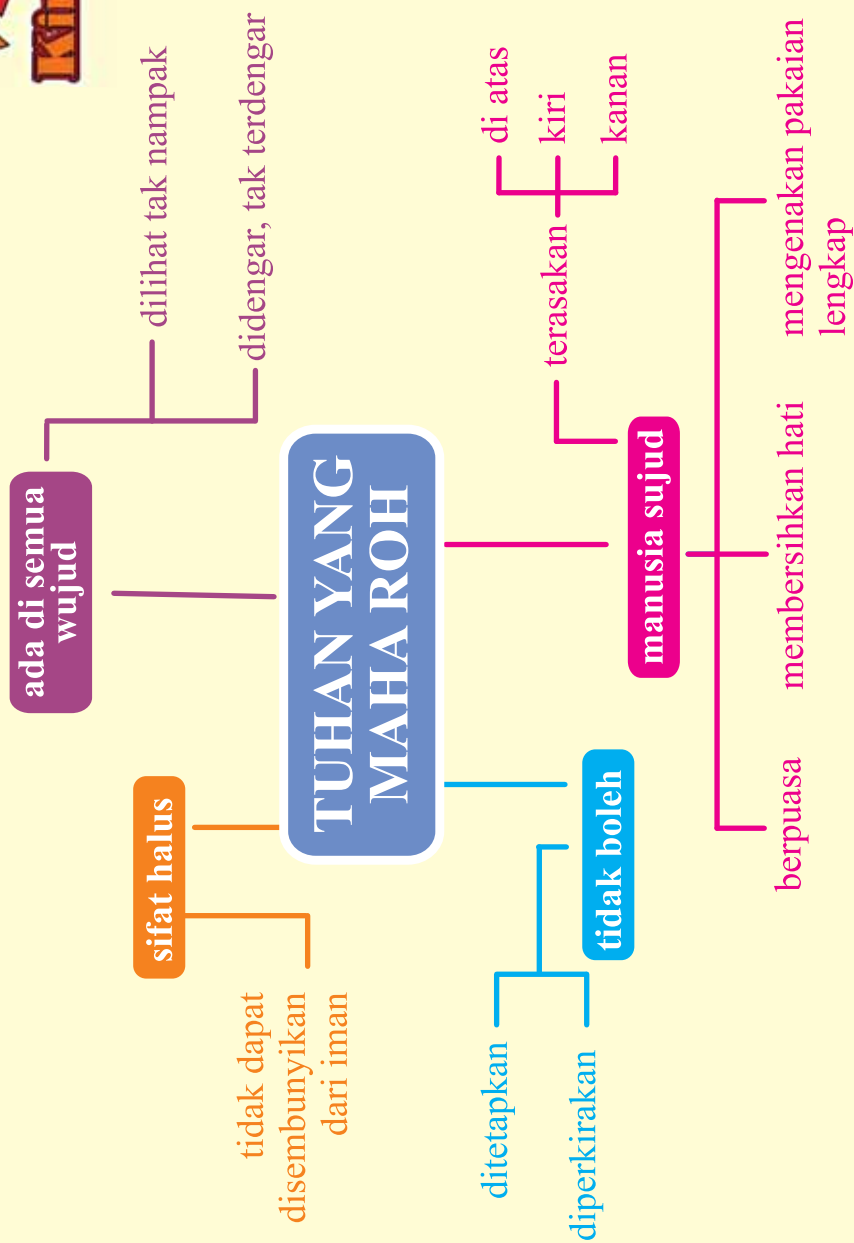 TUHAN YANG
MAHA ROH
sifat halus
tidak dapat
disembunyikan
dari iman
ada di semua
wujud
dilihat tak nampak
didengar, tak terdengar
tidak boleh
ditetapkan
diperkirakan
manusia sujud
terasakan
di atas
kiri
kanan
berpuasa
membersihkan hati
mengenakan pakaian
lengkap